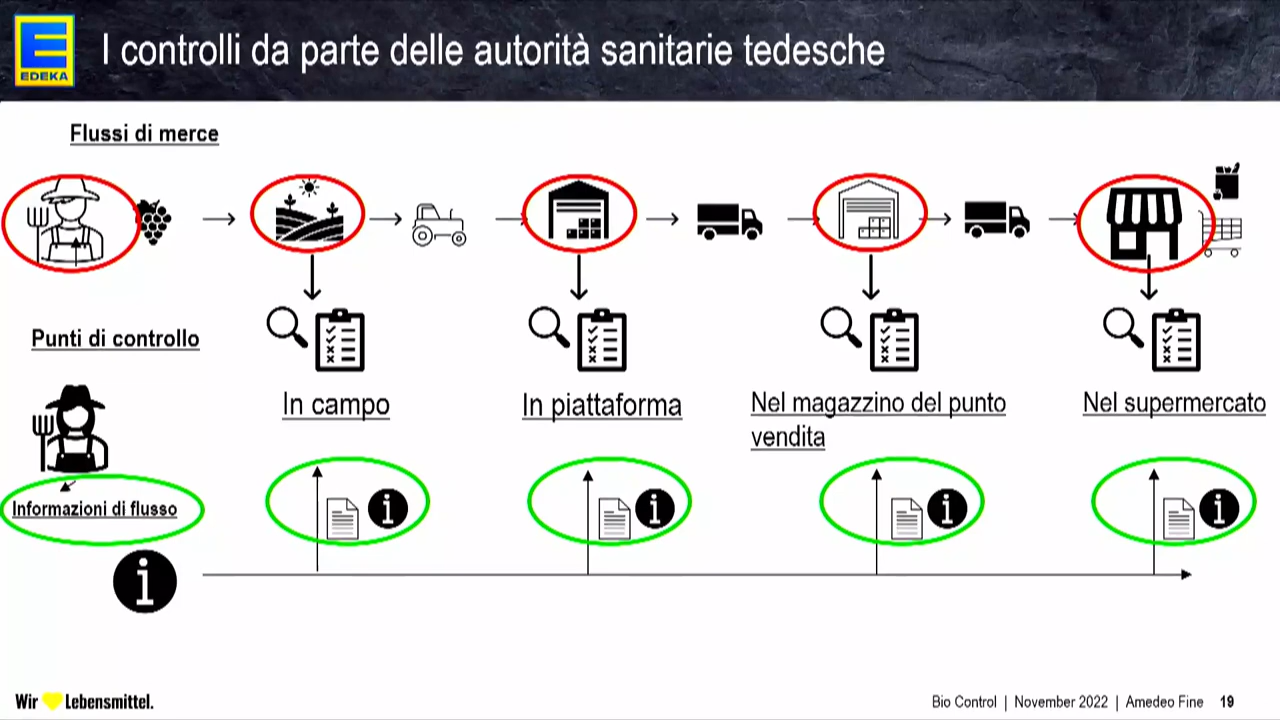 EDEKA
I controlli da parte delle autorità sanitarie tedesche
Flussi di merce
Punti di controllo
In campo
In piattaforma
Nel magazzino del punto
vendita
Nel supermercato
Informazioni di flusso
Wir Lebensmittel.
Bio Control | November 2022 | Amedeo Fine 19